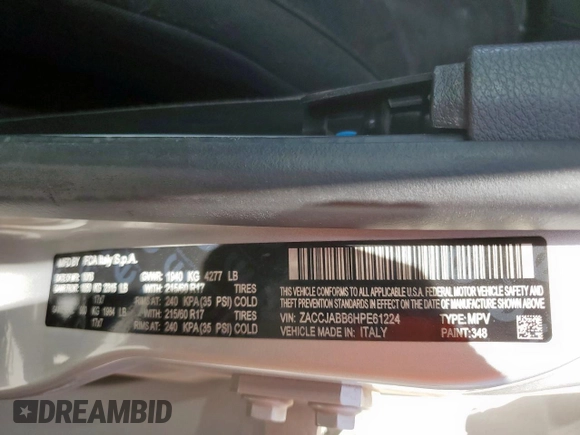 MFD BY FCA Italy S.p.A.
GVWR: 1940 KG 4277 LB
WITH: 215/60 R17
RIMS AT: 240 KPA(35 PSI) COLD
WITH: 215/60 R17
RIMS AT: 240 KPA(35 PSI) COLD
THIS VEHICLE CONFORMS TO ALL APPLICABLE U.S.A. FEDERAL MOTOR VEHICLE SAFETY
AND THEFT PREVENTION STANDARDS IN EFFECT ON THE DATE OF MANUFACTURE SHOWN ABOVE.
VIN: ZACCJABB6HPE61224 TYPE: MPV
VEHICLE MADE IN: ITALY PAINT: 348
DREAMBID